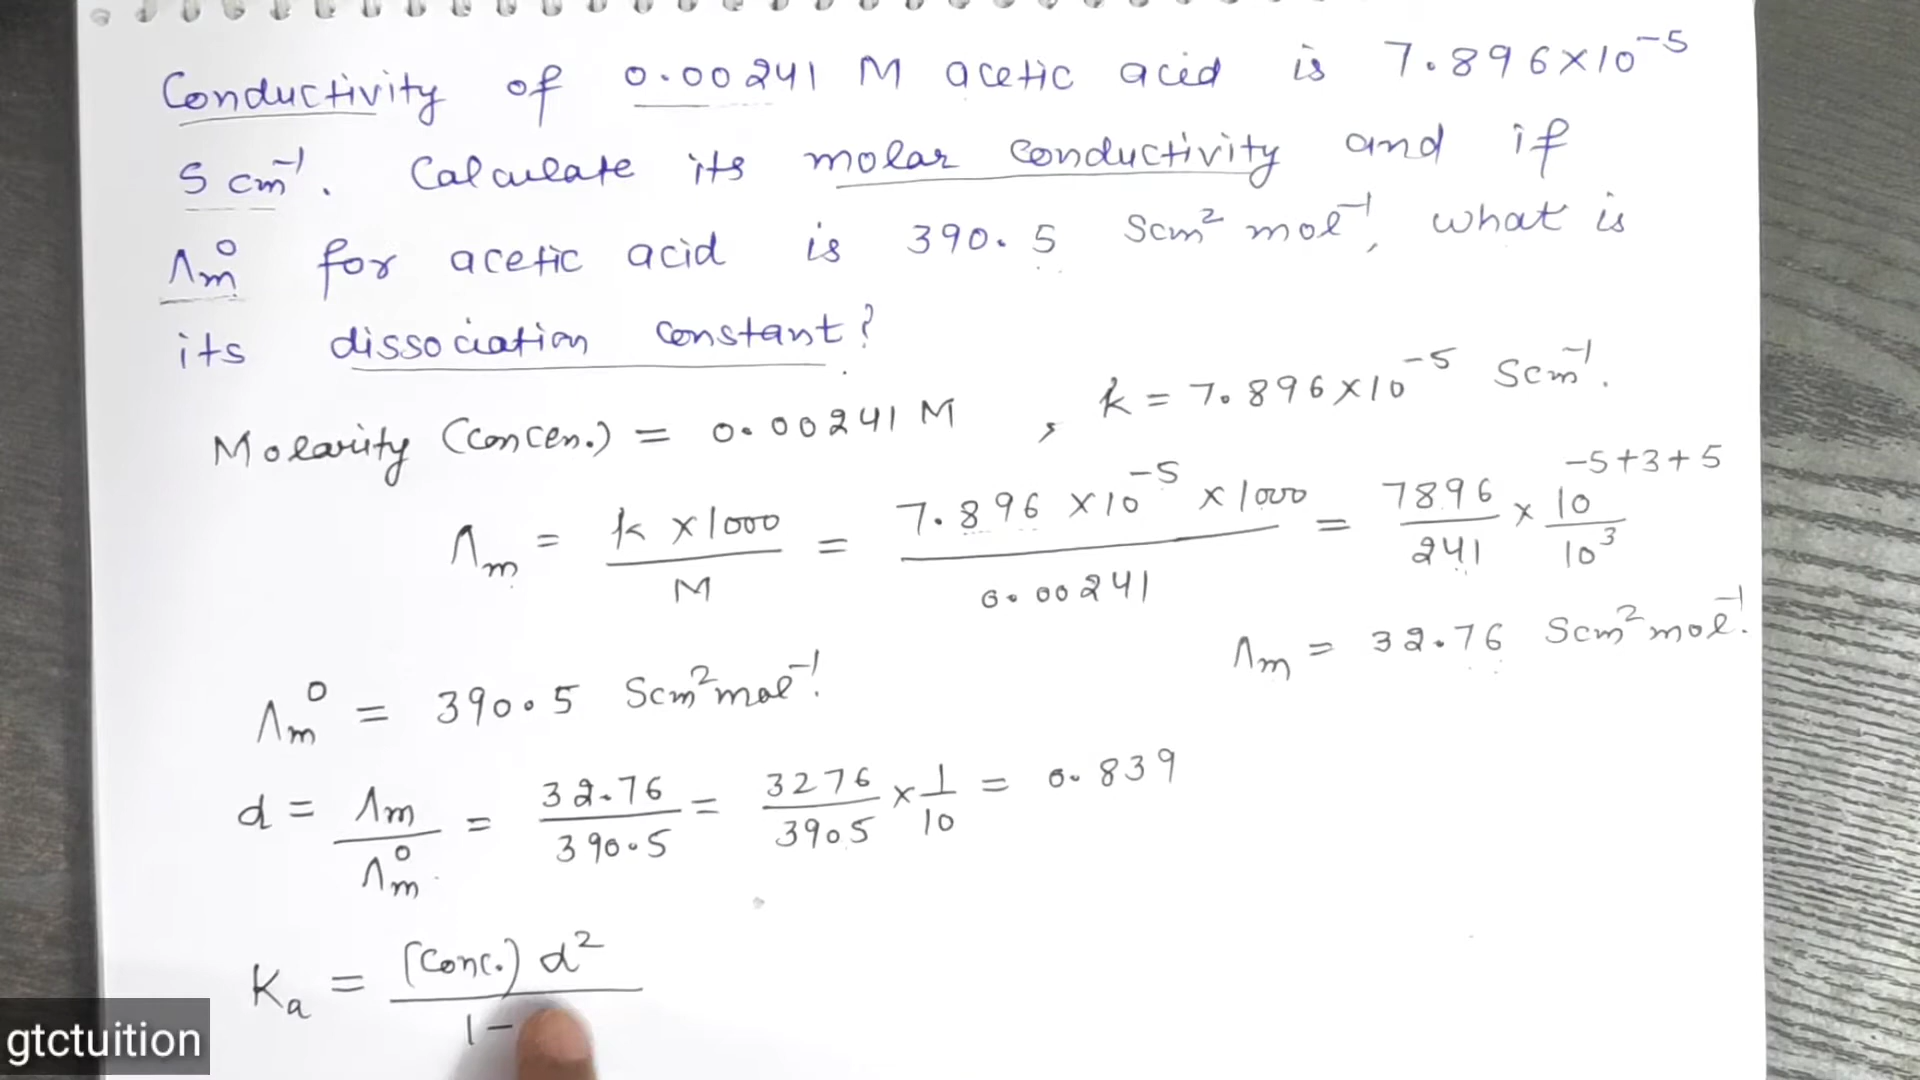 Conductivity of 0.00241 M acetic acid is 7.896×10⁻⁵
S cm⁻¹. Calculate its molar conductivity and if
Λm⁰ for acetic acid is 390.5 Scm² mol⁻¹, what is
its dissociation constant?
Molarity (concen.) = 0.00241 M , k = 7.896×10⁻⁵ Scm⁻¹.
Λm = k×1000 / M = 7.896 ×10⁻⁵ ×1000 / 0.00241 = 7896 / 241 × 10⁻⁵⁺³⁺⁵ / 10³
Λm = 32.76 Scm² mol⁻¹.
Λm⁰ = 390.5 Scm² mol⁻¹.
α = Λm / Λm⁰ = 32.76 / 390.5 = 3276 / 3905 × 1 / 10 = 0.839
Ka = (Conc.) α² / 1-
gtctuition